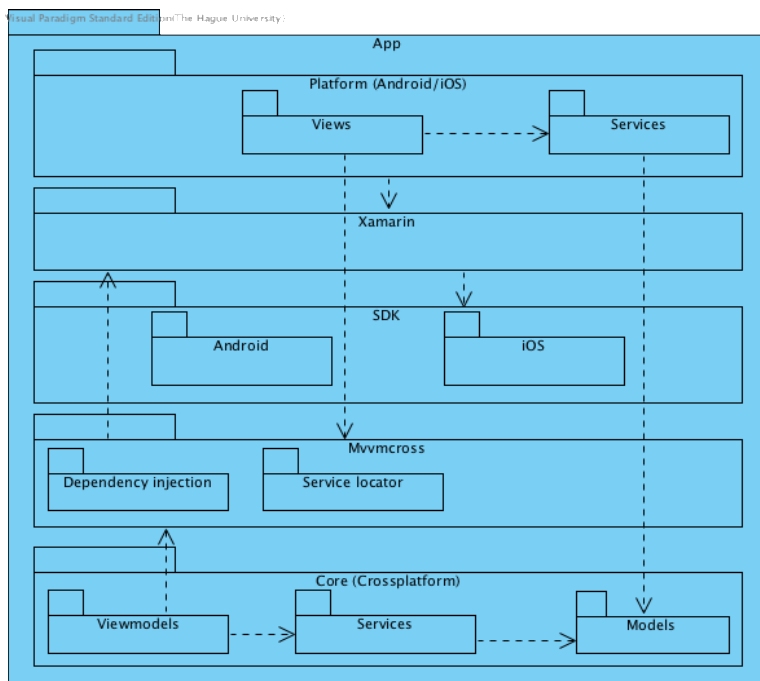 Visual Paradigm Standard Edition(The Hague University)
App
Platform (Android/iOS)
Views
Services
Xamarin
SDK
Android
iOS
Mvvmcross
Dependency injection
Service locator
Core (Crossplatform)
Viewmodels
Services
Models